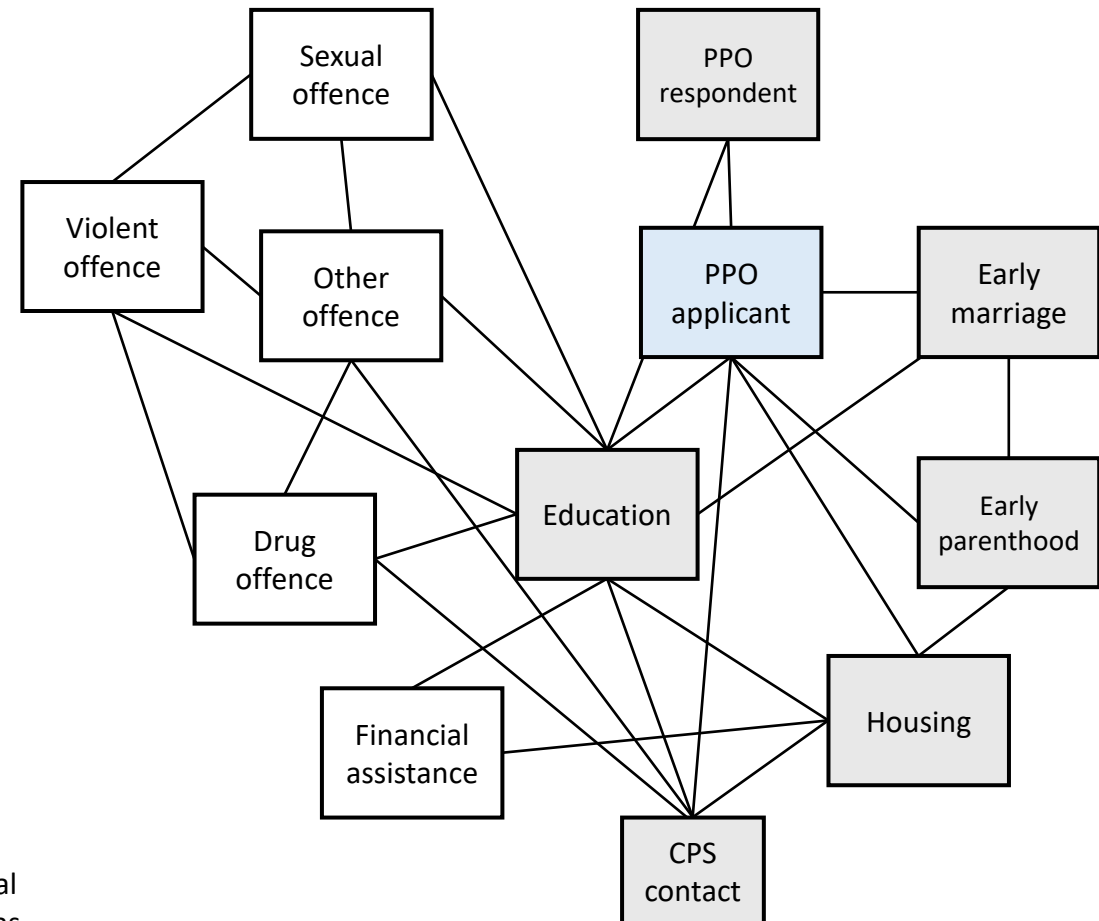 Sexual
offence
PPO
respondent
Violent
offence
Other
offence
PPO
applicant
Early
marriage
Education
Early
parenthood
Drug
offence
Financial
assistance
Housing
CPS
contact